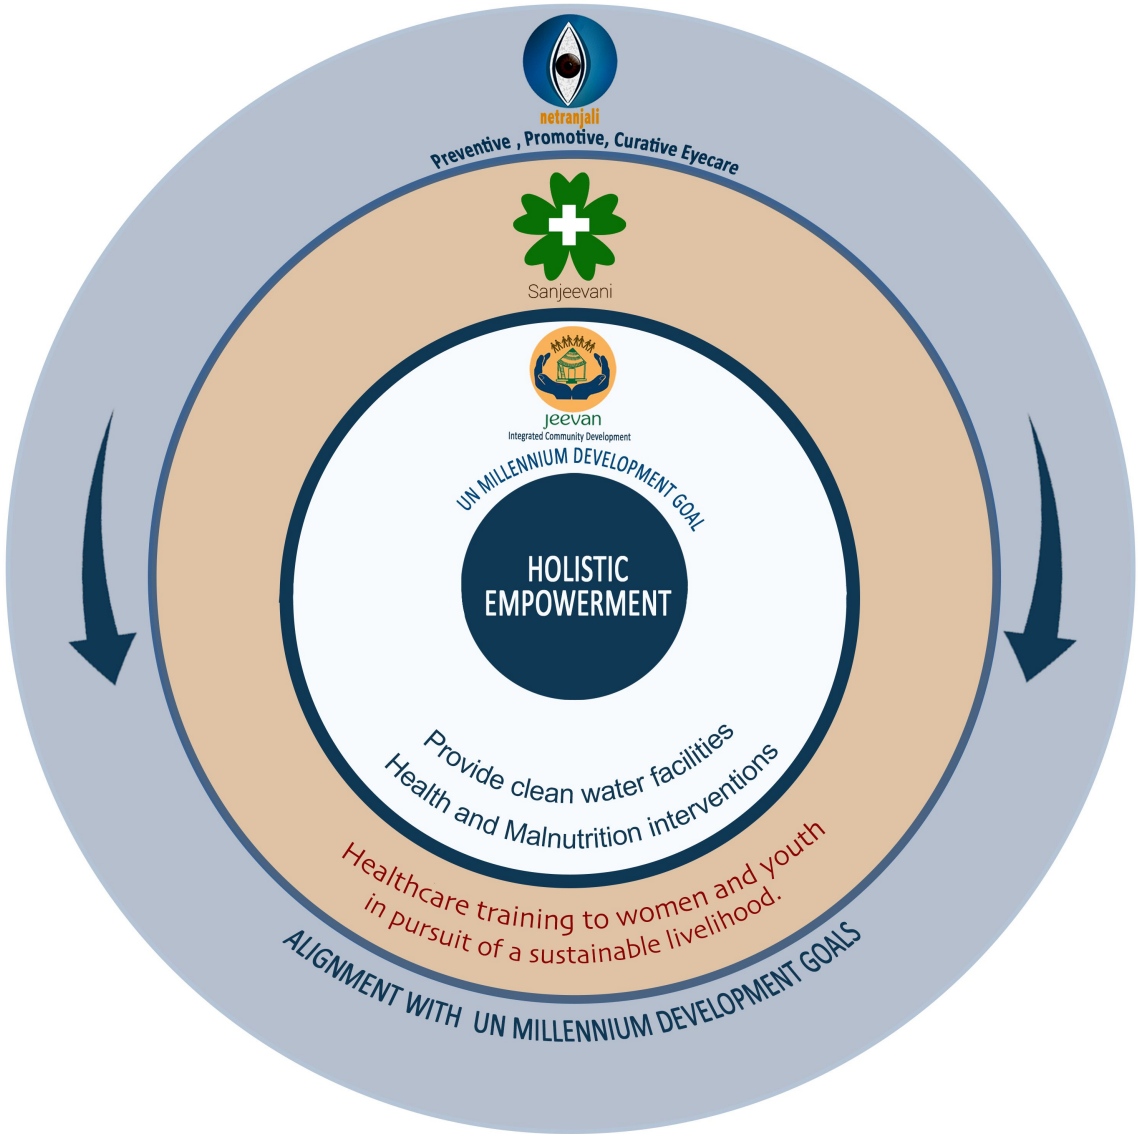 netranjali
Preventive , Promotive, Curative Eyecare
Sanjeevani
jeevan
Integrated Community Development
UN MILLENNIUM DEVELOPMENT GOAL
HOLISTIC
EMPOWERMENT
Provide clean water facilities
Health and Malnutrition interventions
Healthcare training to women and youth
in pursuit of a sustainable livelihood.
ALIGNMENT WITH UN MILLENNIUM DEVELOPMENT GOALS